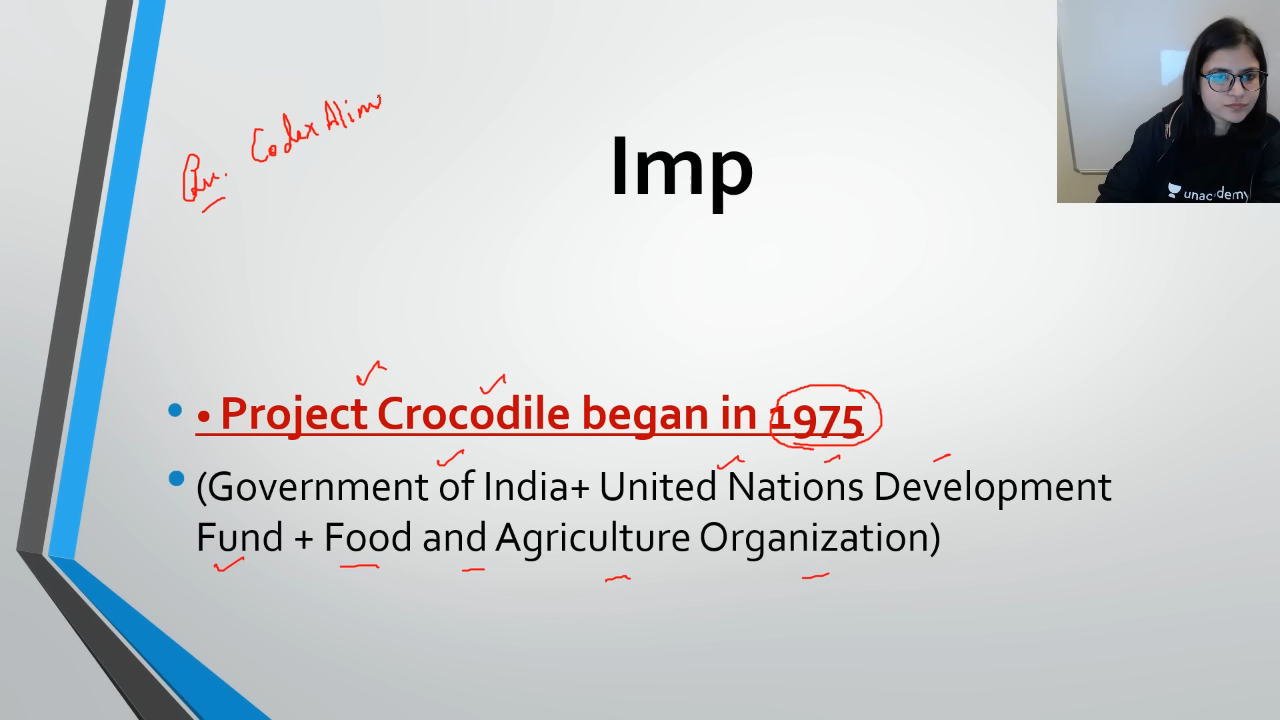 Qu. Codex Alim
Imp
• Project Crocodile began in 1975
(Government of India+ United Nations Development
Fund + Food and Agriculture Organization)
unacademy